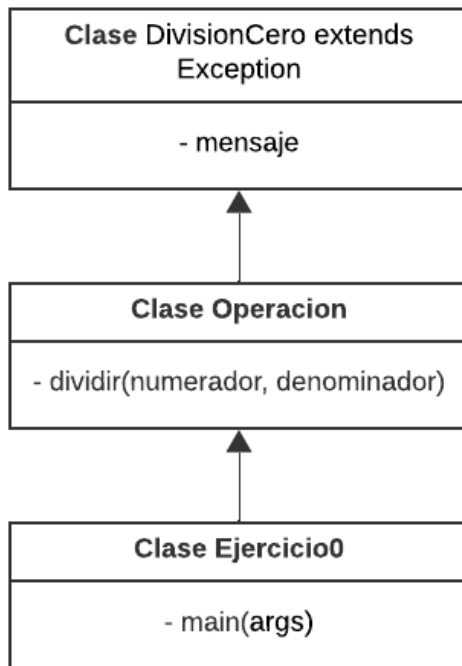 Clase DivisionCero extends
Exception
- mensaje
Clase Operacion
- dividir(numerador, denominador)
Clase Ejercicio0
- main(args)